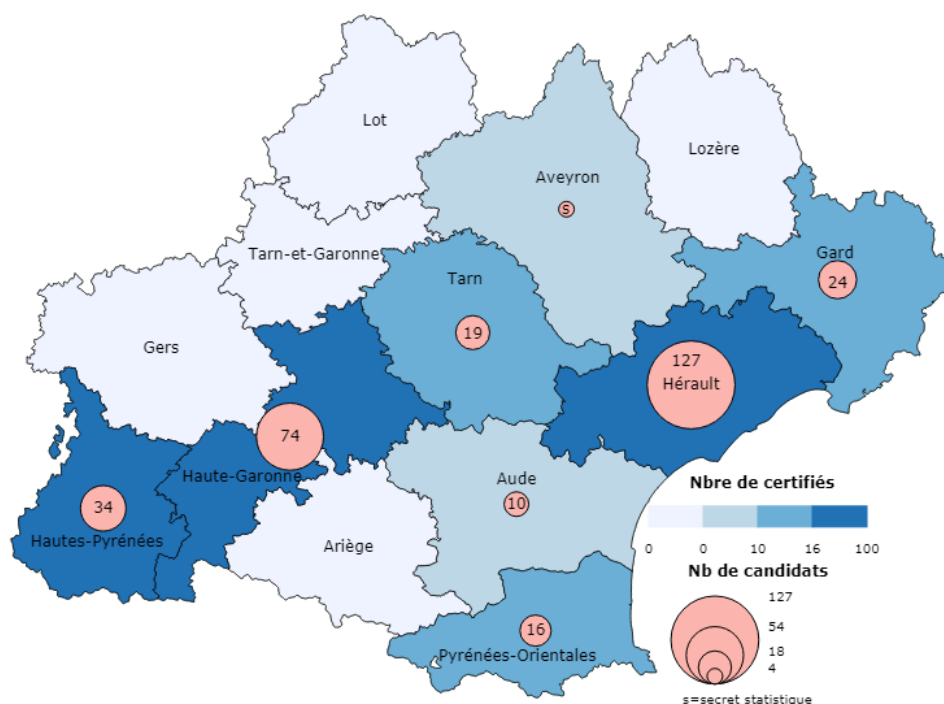 Lot
Lozère
Aveyron
s
Tarn-et-Garonne
Gard
24
Tarn
19
Gers
127
Hérault
74
Haute-Garonne
Aude
10
34
Hautes-Pyrénées
Ariège
16
Pyrénées-Orientales
Nbre de certifiés
0 0 10 16 100
Nb de candidats
127
54
18
4
s=secret statistique